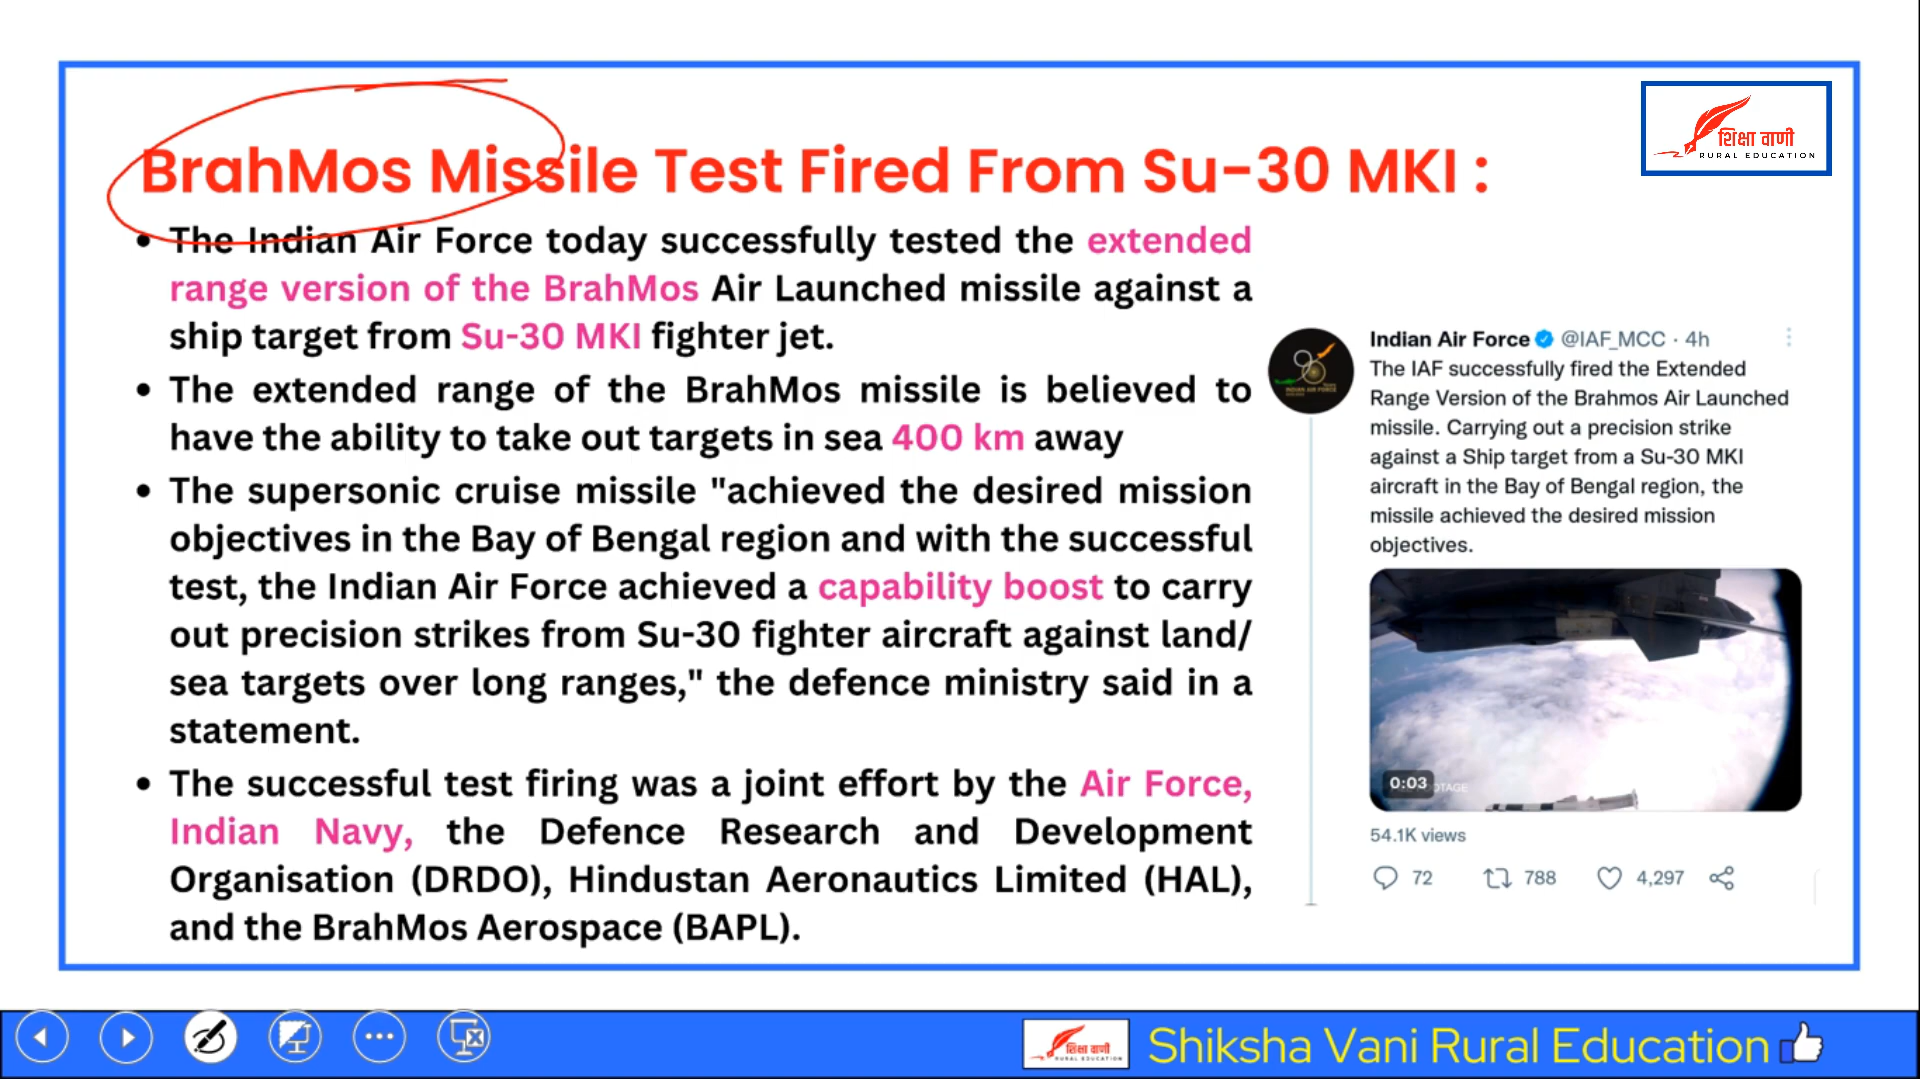 शिक्षा वाणी
RURAL EDUCATION
BrahMos Missile Test Fired From Su-30 MKI :
• The Indian Air Force today successfully tested the extended
range version of the BrahMos Air Launched missile against a
ship target from Su-30 MKI fighter jet.
• The extended range of the BrahMos missile is believed to
have the ability to take out targets in sea 400 km away
• The supersonic cruise missile "achieved the desired mission
objectives in the Bay of Bengal region and with the successful
test, the Indian Air Force achieved a capability boost to carry
out precision strikes from Su-30 fighter aircraft against land/
sea targets over long ranges," the defence ministry said in a
statement.
• The successful test firing was a joint effort by the Air Force,
Indian Navy, the Defence Research and Development
Organisation (DRDO), Hindustan Aeronautics Limited (HAL),
and the BrahMos Aerospace (BAPL).
Indian Air Force @IAF_MCC · 4h
The IAF successfully fired the Extended
Range Version of the Brahmos Air Launched
missile. Carrying out a precision strike
against a Ship target from a Su-30 MKI
aircraft in the Bay of Bengal region, the
missile achieved the desired mission
objectives.
0:03
54.1K views
72 788 4,297
शिक्षा वाणी
RURAL EDUCATION
Shiksha Vani Rural Education